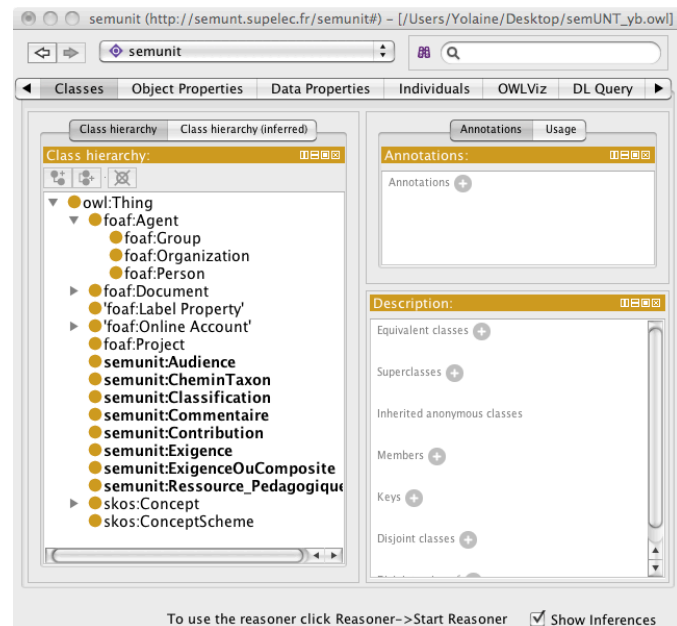 semunit (http://semunt.supelec.fr/semunit#) – [/Users/Yolaine/Desktop/semUNT_yb.owl]
semunit
Classes Object Properties Data Properties Individuals OWLViz DL Query
Class hierarchy Class hierarchy (inferred)
Class hierarchy:
owl:Thing
foaf:Agent
foaf:Group
foaf:Organization
foaf:Person
foaf:Document
'foaf:Label Property'
'foaf:Online Account'
foaf:Project
semunit:Audience
semunit:CheminTaxon
semunit:Classification
semunit:Commentaire
semunit:Contribution
semunit:Exigence
semunit:ExigenceOuComposite
semunit:Ressource_Pedagogique
skos:Concept
skos:ConceptScheme
Annotations Usage
Annotations:
Annotations
Description:
Equivalent classes
Superclasses
Inherited anonymous classes
Members
Keys
Disjoint classes
To use the reasoner click Reasoner->Start Reasoner Show Inferences